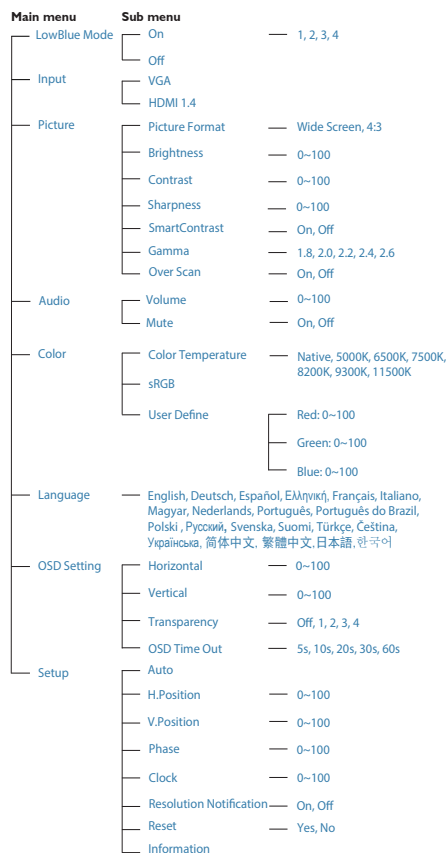 Main menu Sub menu
LowBlue Mode On 1, 2, 3, 4
Off
Input VGA
HDMI 1.4
Picture Picture Format Wide Screen, 4:3
Brightness 0~100
Contrast 0~100
Sharpness 0~100
SmartContrast On, Off
Gamma 1.8, 2.0, 2.2, 2.4, 2.6
Over Scan On, Off
Audio Volume 0~100
Mute On, Off
Color Color Temperature Native, 5000K, 6500K, 7500K,
8200K, 9300K, 11500K
sRGB
User Define Red: 0~100
Green: 0~100
Blue: 0~100
Language English, Deutsch, Español, Ελληνική, Français, Italiano,
Magyar, Nederlands, Português, Português do Brazil,
Polski , Русский, Svenska, Suomi, Türkçe, Čeština,
Українська, 简体中文, 繁體中文,日本語,한국어
OSD Setting Horizontal 0~100
Vertical 0~100
Transparency Off, 1, 2, 3, 4
OSD Time Out 5s, 10s, 20s, 30s, 60s
Setup Auto
H.Position 0~100
V.Position 0~100
Phase 0~100
Clock 0~100
Resolution Notification On, Off
Reset Yes, No
Information